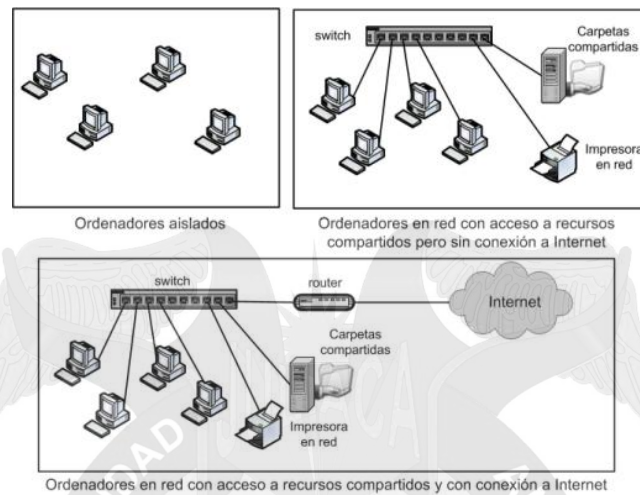 switch
Carpetas
compartidas
Impresora
en red
Ordenadores aislados
Ordenadores en red con acceso a recursos
compartidos pero sin conexión a Internet
switch
router
Internet
Carpetas
compartidas
Impresora
en red
Ordenadores en red con acceso a recursos compartidos y con conexión a Internet